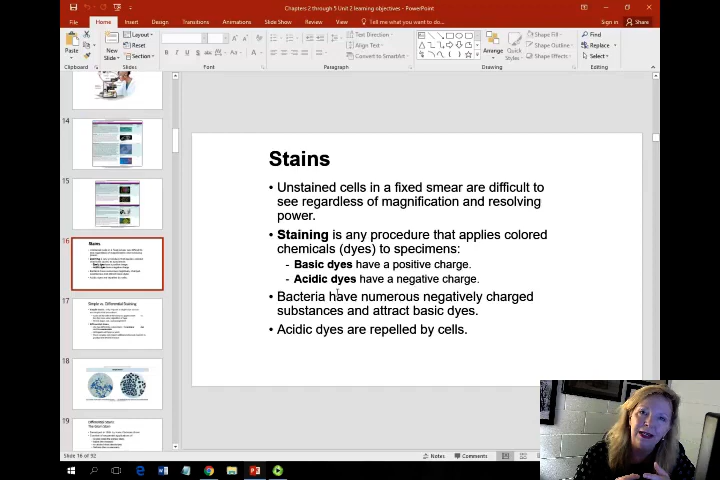 Chapters 2 through 5 Unit 2 learning objectives - PowerPoint
File
Home
Insert
Design
Transitions
Animations
Slide Show
Review
View
Tell me what you want to do...
Sign in
Share
Paste
Clipboard
New
Slide
Layout
Reset
Section
Slides
Font
Paragraph
Text Direction
Align Text
Convert to SmartArt
Arrange
Quick
Styles
Drawing
Shape Fill
Shape Outline
Shape Effects
Find
Replace
Select
Editing
14
15
16
Stains
17
Simple vs. Differential Staining
18
19
Differential Stains:
The Gram Stain
Stains
• Unstained cells in a fixed smear are difficult to
see regardless of magnification and resolving
power.
• Staining is any procedure that applies colored
chemicals (dyes) to specimens:
- Basic dyes have a positive charge.
- Acidic dyes have a negative charge.
• Bacteria have numerous negatively charged
substances and attract basic dyes.
• Acidic dyes are repelled by cells.
Slide 16 of 92
Notes
Comments